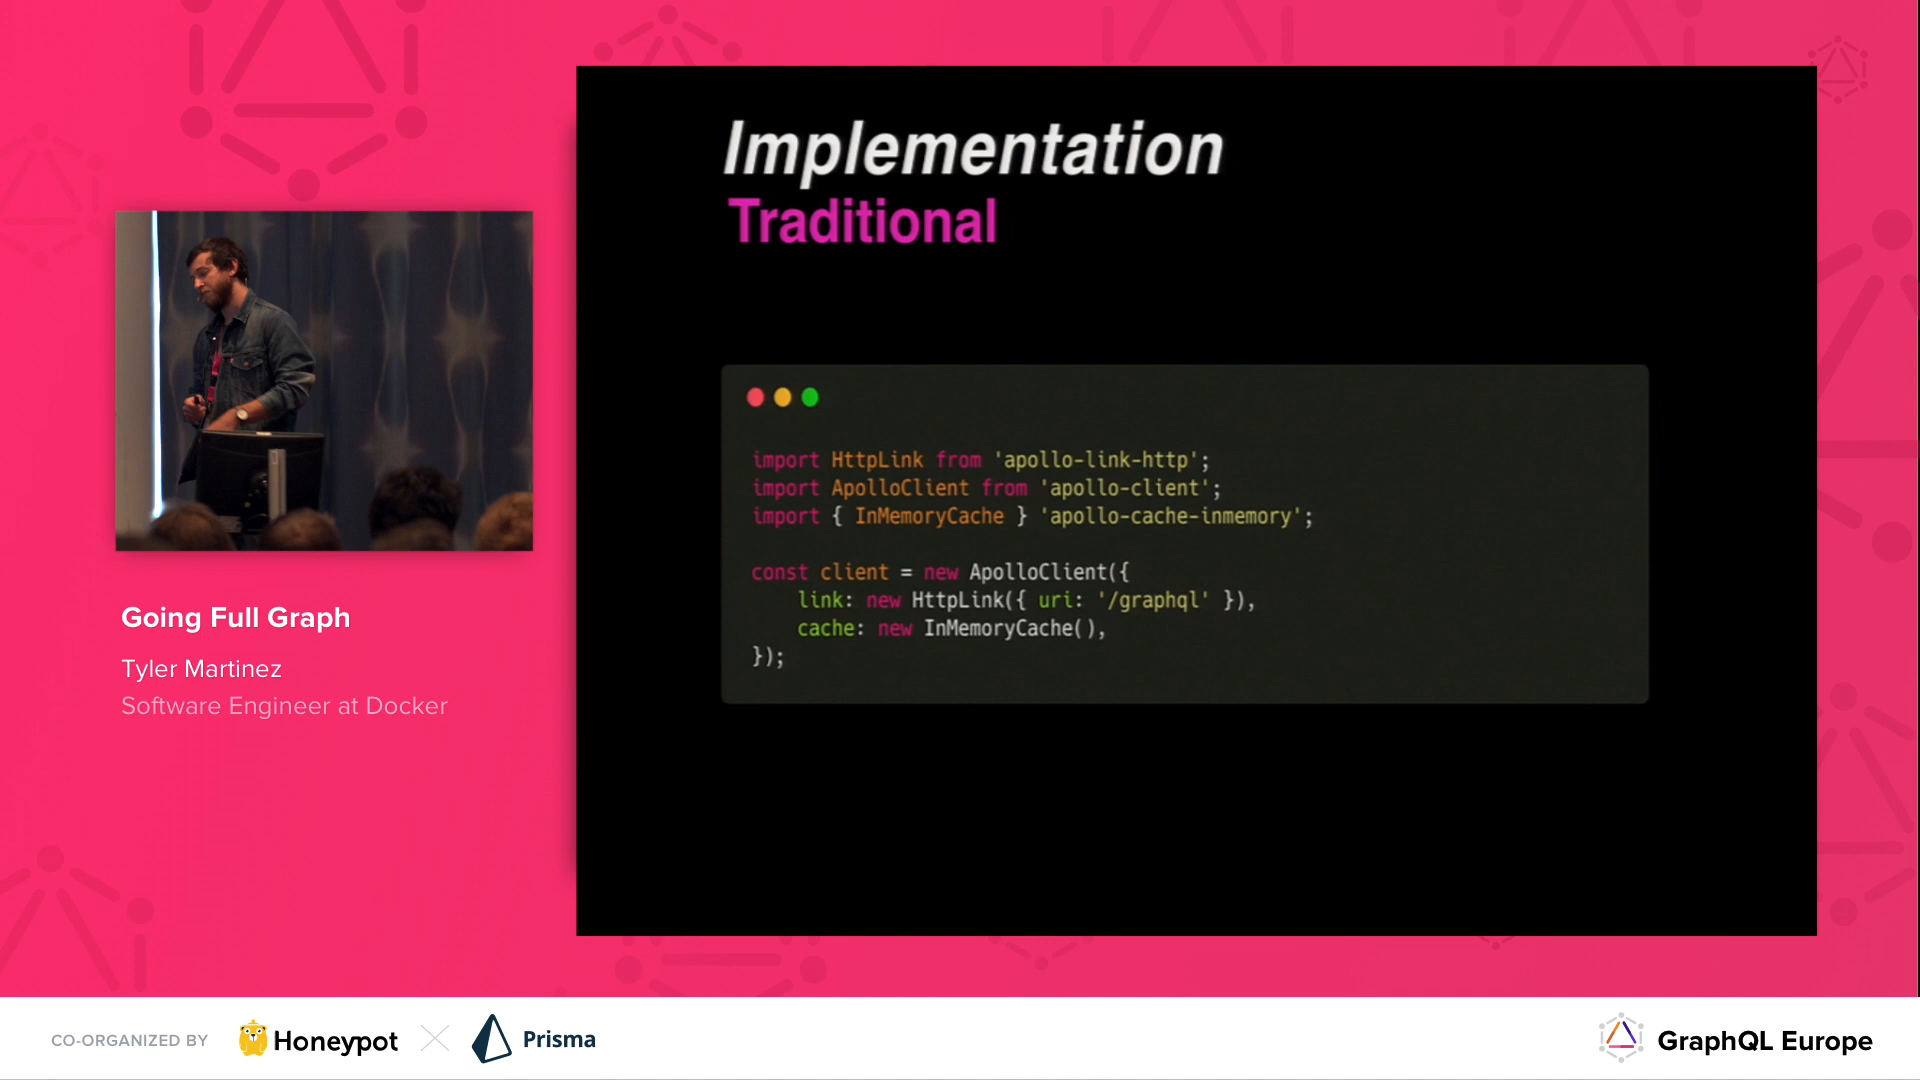 Implementation
Traditional
import HttpLink from 'apollo-link-http';
import ApolloClient from 'apollo-client';
import { InMemoryCache } 'apollo-cache-inmemory';
const client = new ApolloClient({
link: new HttpLink({ uri: '/graphql' }),
cache: new InMemoryCache(),
});
Going Full Graph
Tyler Martinez
Software Engineer at Docker
CO-ORGANIZED BY Honeypot Prisma GraphQL Europe